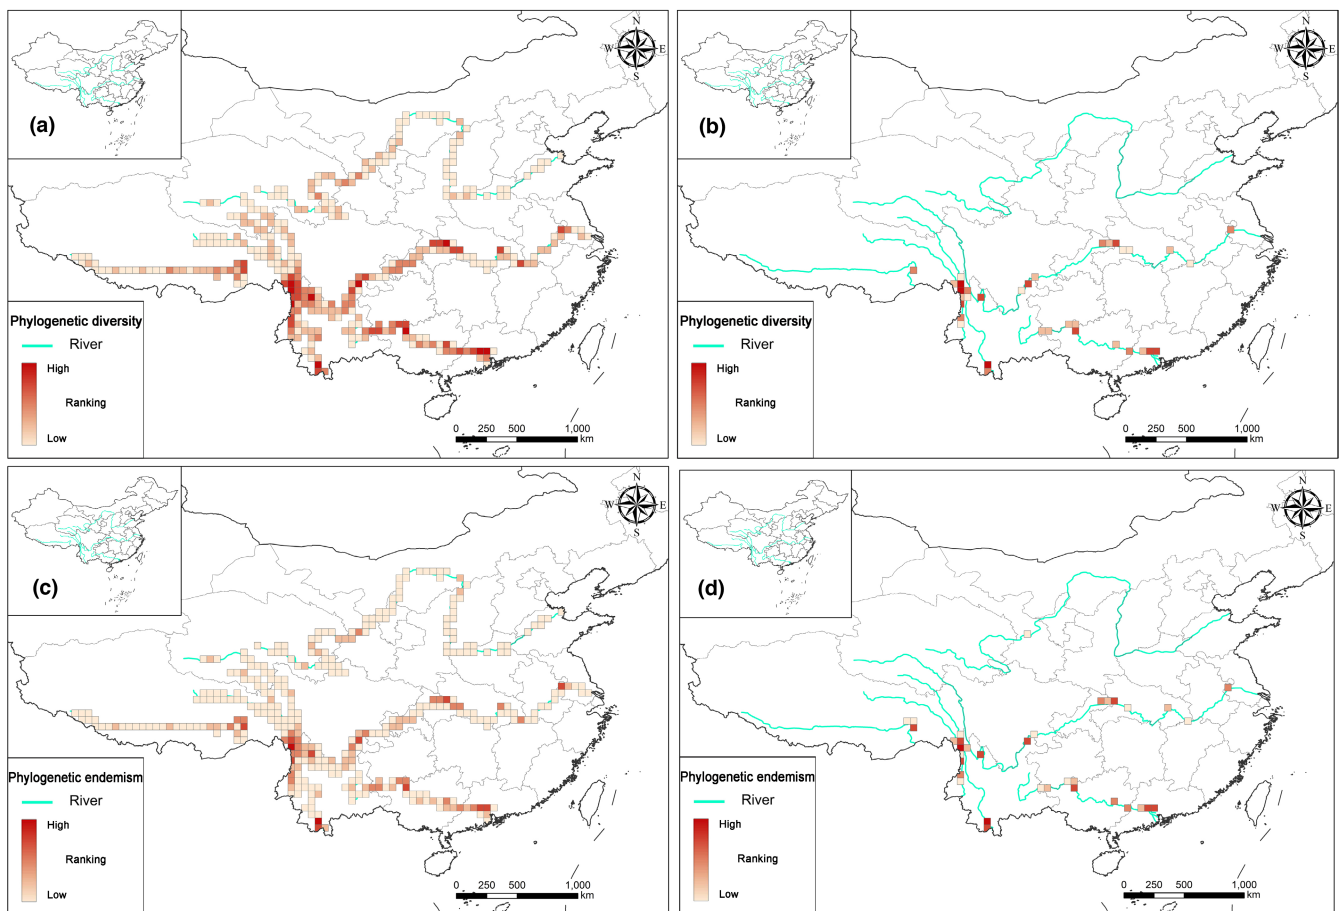 (a)
N
W E
S
Phylogenetic diversity
River
High
Ranking
Low
0 250 500 1,000
km
(b)
N
W E
S
Phylogenetic diversity
River
High
Ranking
Low
0 250 500 1,000
km
(c)
N
W E
S
Phylogenetic endemism
River
High
Ranking
Low
0 250 500 1,000
km
(d)
N
W E
S
Phylogenetic endemism
River
High
Ranking
Low
0 250 500 1,000
km